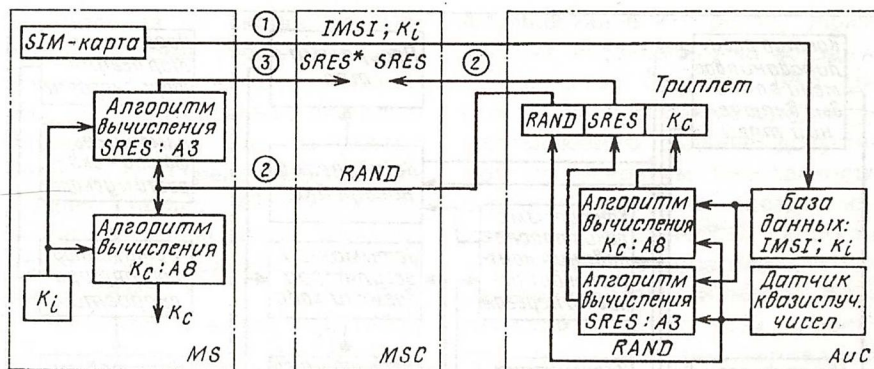 SIM-карта
①
IMSI; Ki
③
SRES* SRES
②
Триплет
RAND SRES Kc
Алгоритм
вычисления
SRES: A3
②
RAND
Алгоритм
вычисления
Kc: A8
Алгоритм
вычисления
Kc: A8
База
данных:
IMSI; Ki
Ki
Kc
Алгоритм
вычисления
SRES: A3
Датчик
квазислуч.
чисел
RAND
MS
MSC
AuC